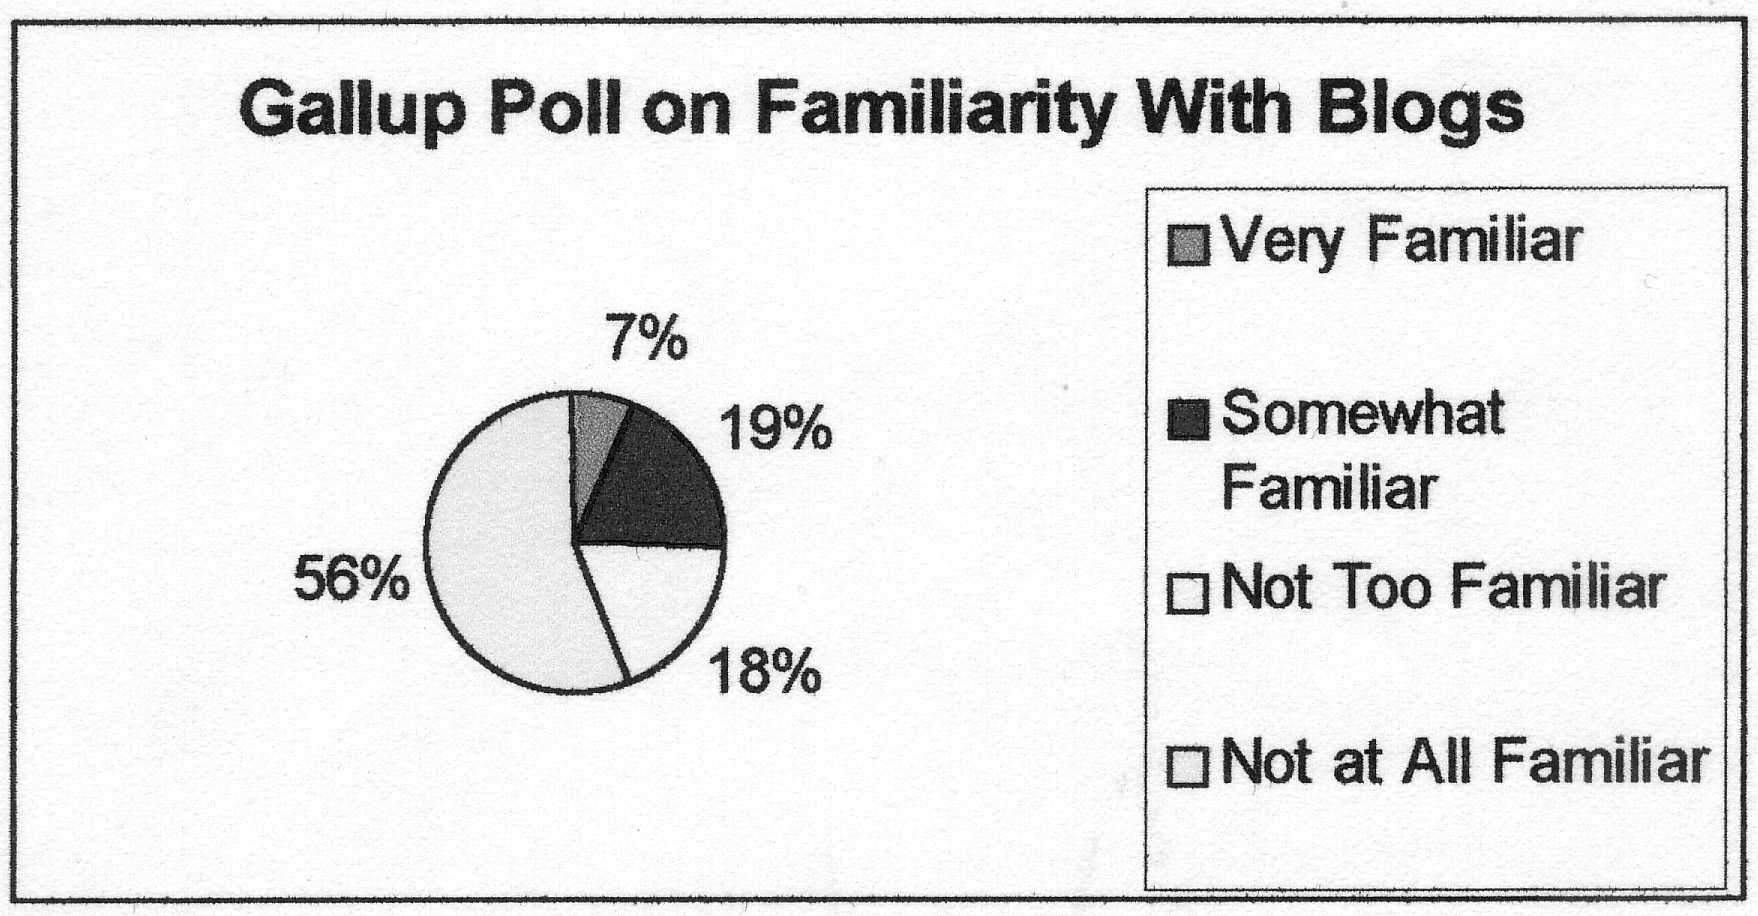 Gallup Poll on Familiarity With Blogs
7%
19%
56%
18%
Very Familiar
Somewhat
Familiar
Not Too Familiar
Not at All Familiar